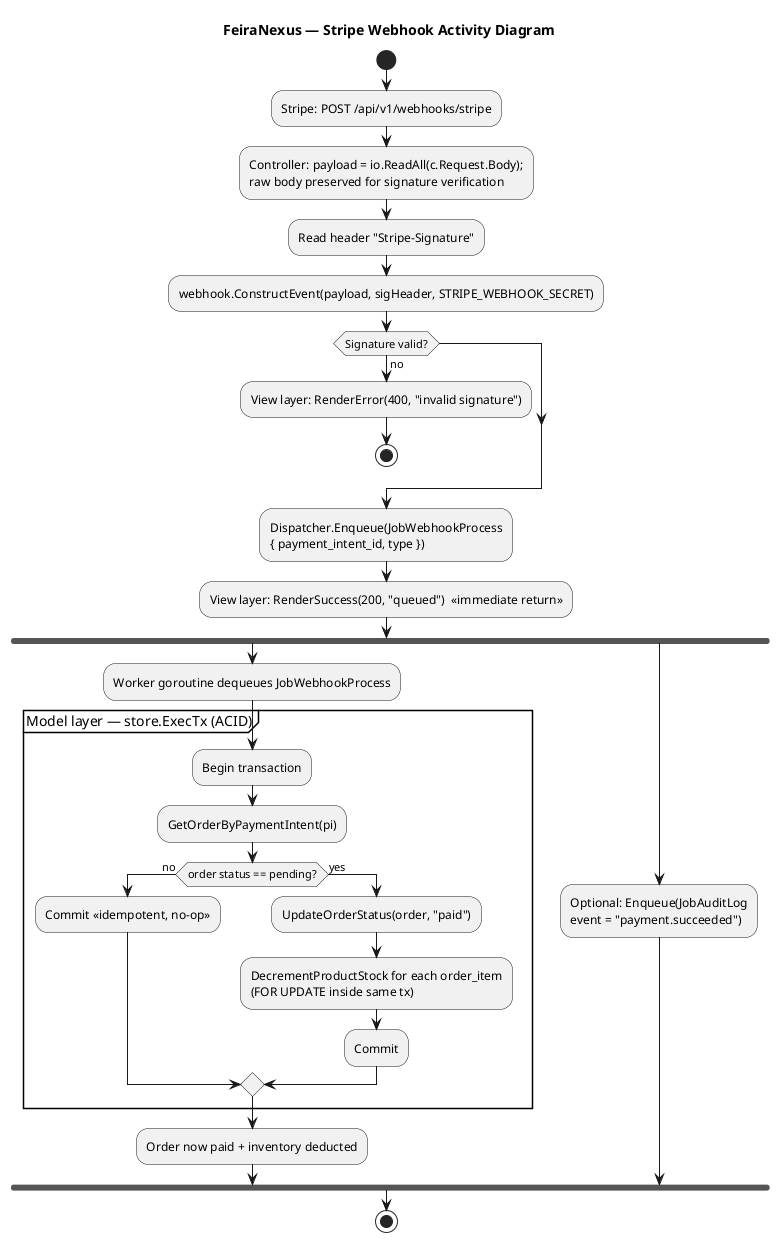 FeiraNexus — Stripe Webhook Activity Diagram
Stripe: POST /api/v1/webhooks/stripe
Controller: payload = io.ReadAll(c.Request.Body);
raw body preserved for signature verification
Read header "Stripe-Signature"
webhook.ConstructEvent(payload, sigHeader, STRIPE_WEBHOOK_SECRET)
Signature valid?
no
View layer: RenderError(400, "invalid signature")
Dispatcher.Enqueue(JobWebhookProcess
{ payment_intent_id, type })
View layer: RenderSuccess(200, "queued")  «immediate return»
Worker goroutine dequeues JobWebhookProcess
Model layer — store.ExecTx (ACID)
Begin transaction
GetOrderByPaymentIntent(pi)
no
order status == pending?
yes
Commit «idempotent, no-op»
UpdateOrderStatus(order, "paid")
DecrementProductStock for each order_item
(FOR UPDATE inside same tx)
Commit
Order now paid + inventory deducted
Optional: Enqueue(JobAuditLog
event = "payment.succeeded")